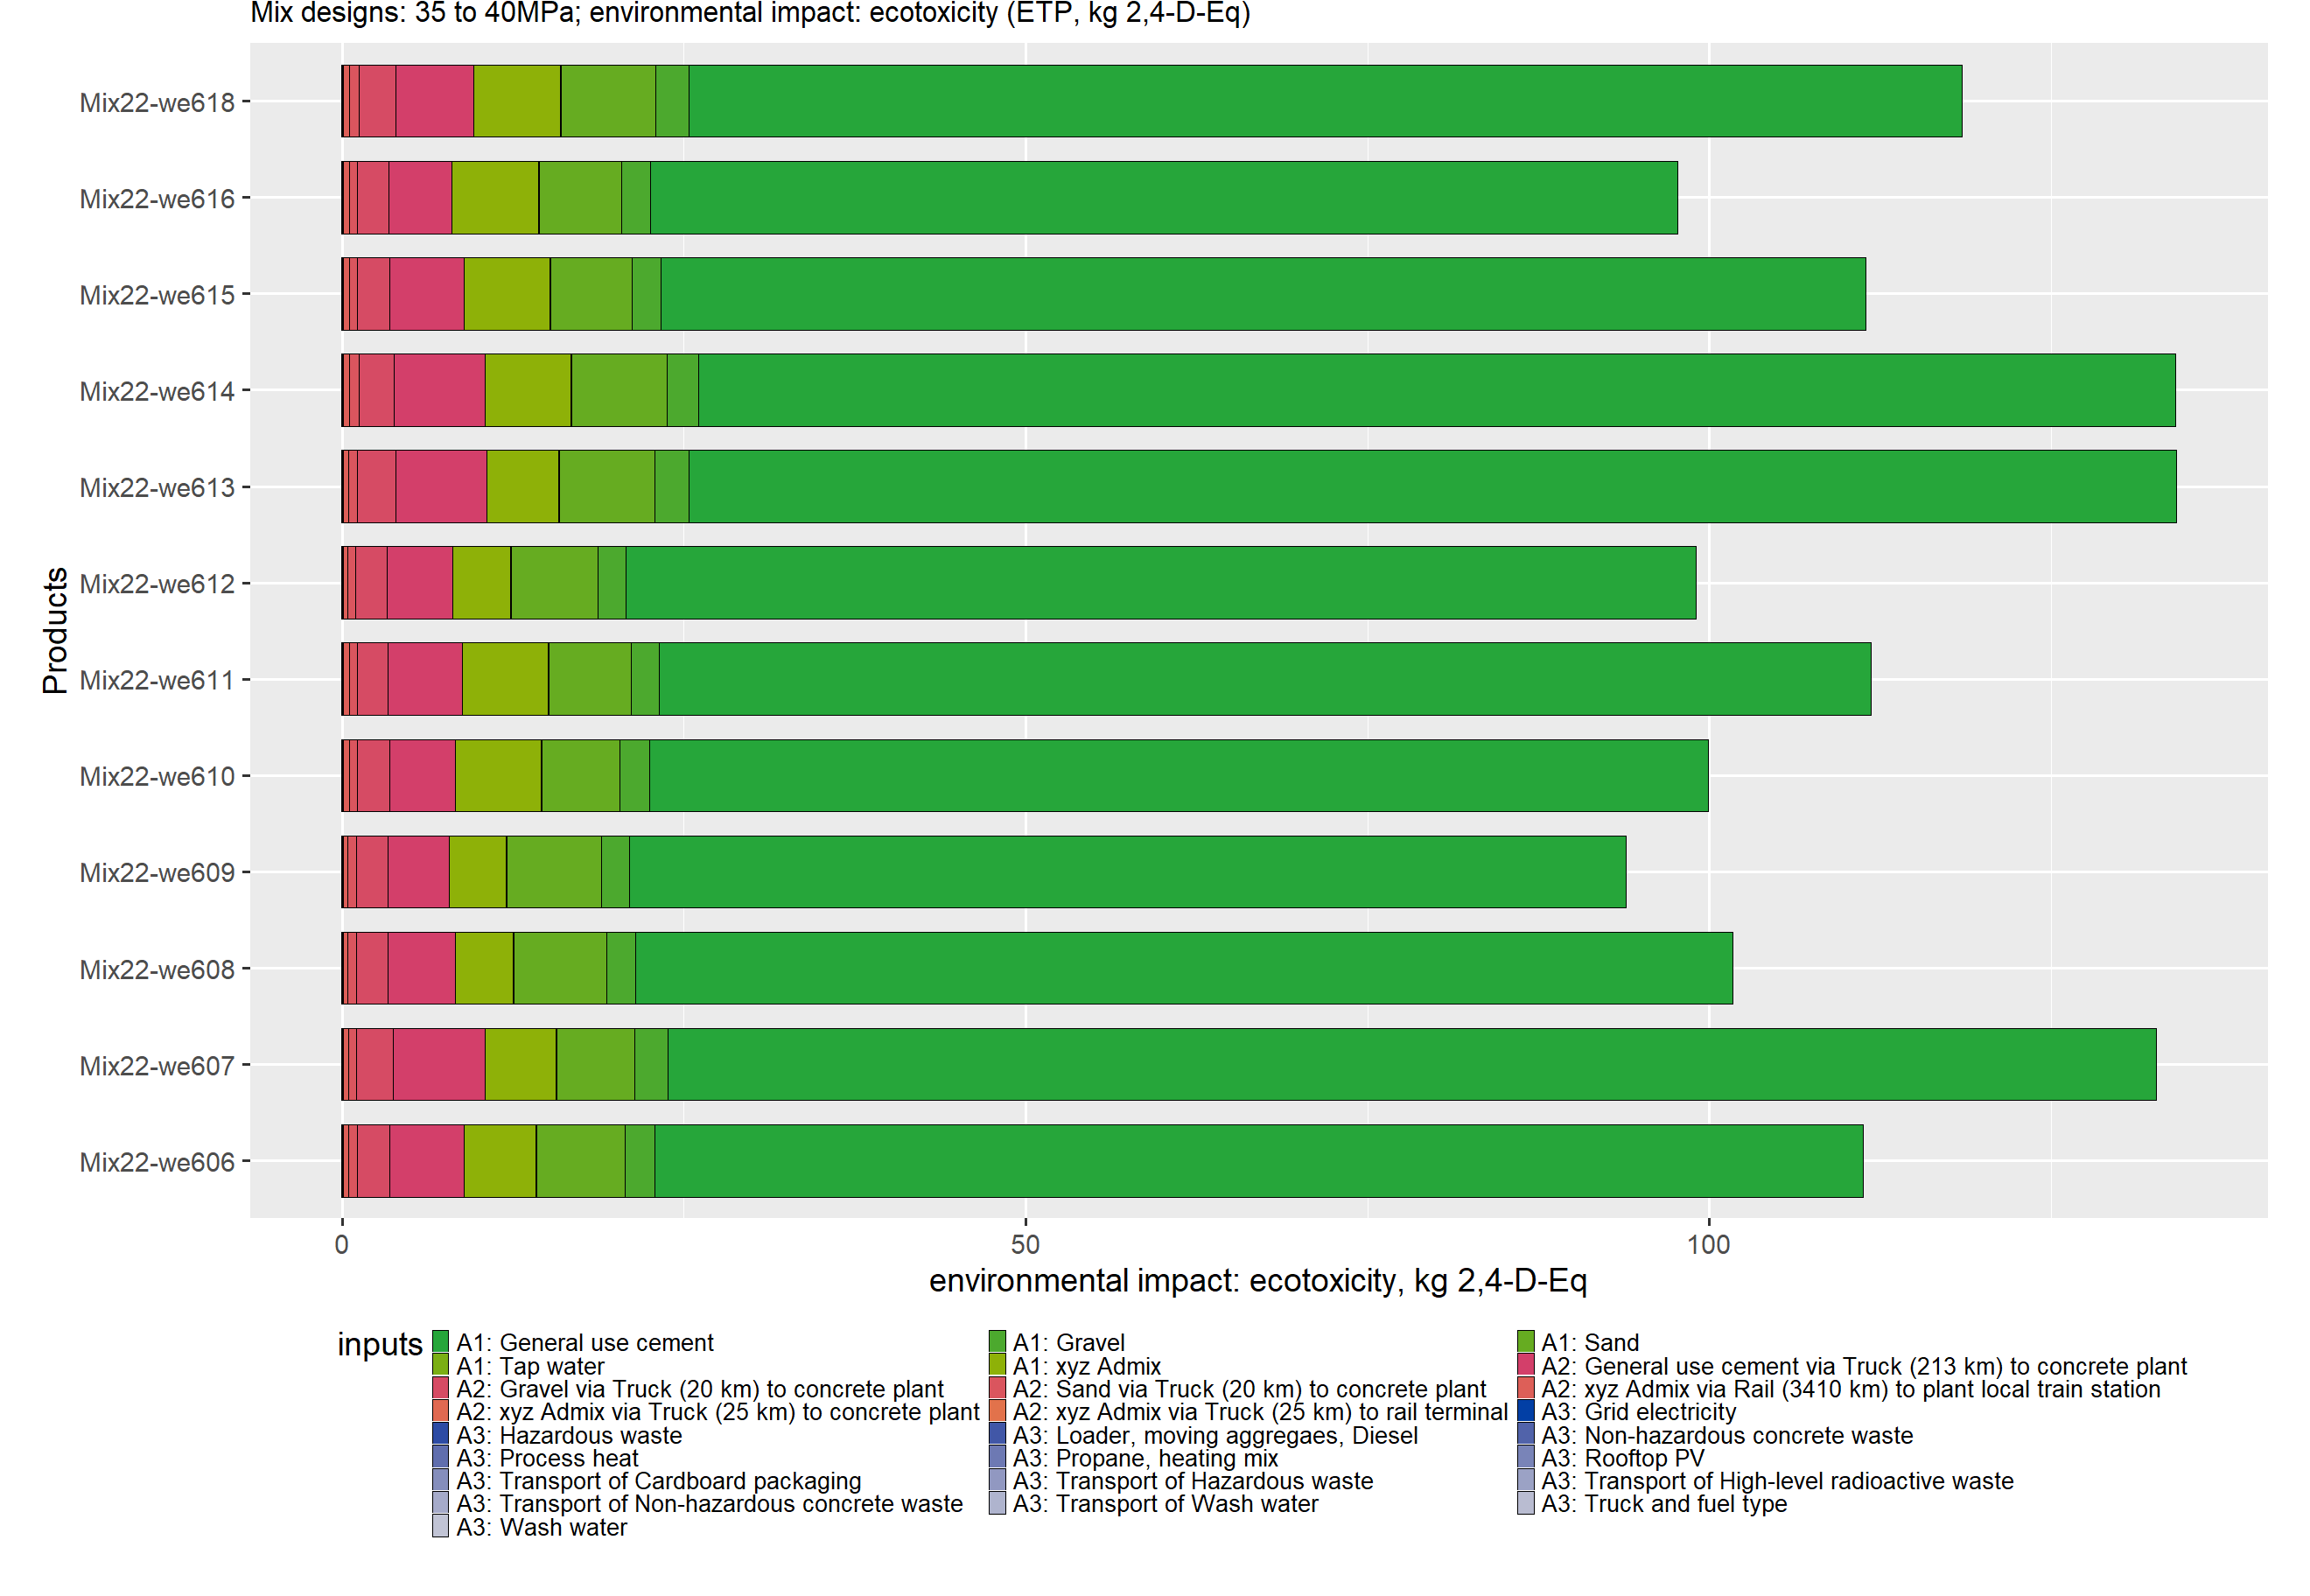 Mix designs: 35 to 40MPa; environmental impact: ecotoxicity (ETP, kg 2,4-D-Eq)
Mix22-we618
Mix22-we616
Mix22-we615
Mix22-we614
Mix22-we613
Mix22-we612
Mix22-we611
Mix22-we610
Mix22-we609
Mix22-we608
Mix22-we607
Mix22-we606
Products
0 50 100
environmental impact: ecotoxicity, kg 2,4-D-Eq
inputs
A1: General use cement A1: Gravel A1: Sand
A1: Tap water A1: xyz Admix A2: General use cement via Truck (213 km) to concrete plant
A2: Gravel via Truck (20 km) to concrete plant A2: Sand via Truck (20 km) to concrete plant A2: xyz Admix via Rail (3410 km) to plant local train station
A2: xyz Admix via Truck (25 km) to concrete plant A2: xyz Admix via Truck (25 km) to rail terminal A3: Grid electricity
A3: Hazardous waste A3: Loader, moving aggregaes, Diesel A3: Non-hazardous concrete waste
A3: Process heat A3: Propane, heating mix A3: Rooftop PV
A3: Transport of Cardboard packaging A3: Transport of Hazardous waste A3: Transport of High-level radioactive waste
A3: Transport of Non-hazardous concrete waste A3: Transport of Wash water A3: Truck and fuel type
A3: Wash water